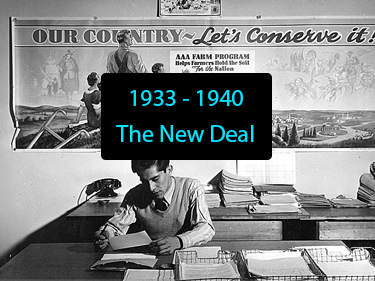 OUR COUNTRY~Let's Conserve it!
AAA FARM PROGRAM
Helps Farmers Hold the Soil
for the Nation
1933 - 1940
The New Deal